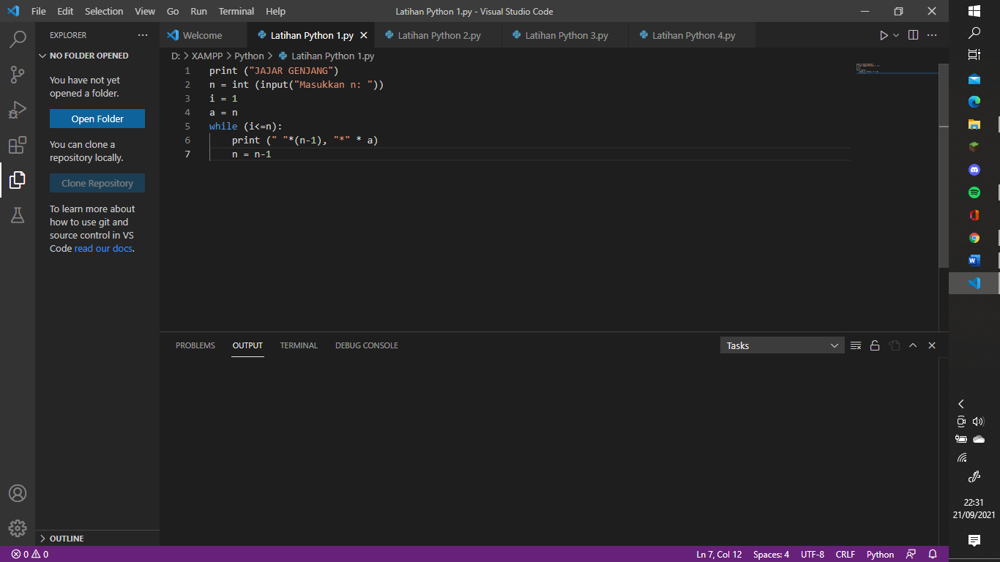 File Edit Selection View Go Run Terminal Help
Latihan Python 1.py - Visual Studio Code
EXPLORER
NO FOLDER OPENED
You have not yet
opened a folder.
Open Folder
You can clone a
repository locally.
Clone Repository
To learn more about
how to use git and
source control in VS
Code read our docs.
OUTLINE
Welcome
Latihan Python 1.py
Latihan Python 2.py
Latihan Python 3.py
Latihan Python 4.py
D: > XAMPP > Python > Latihan Python 1.py
1 print ("JAJAR GENJANG")
2 n = int (input("Masukkan n: "))
3 i = 1
4 a = n
5 while (i<=n):
6 print (" "*(n-1), "*" * a)
7 n = n-1
PROBLEMS OUTPUT TERMINAL DEBUG CONSOLE
Tasks
0 0
Ln 7, Col 12 Spaces: 4 UTF-8 CRLF Python
22:31
21/09/2021